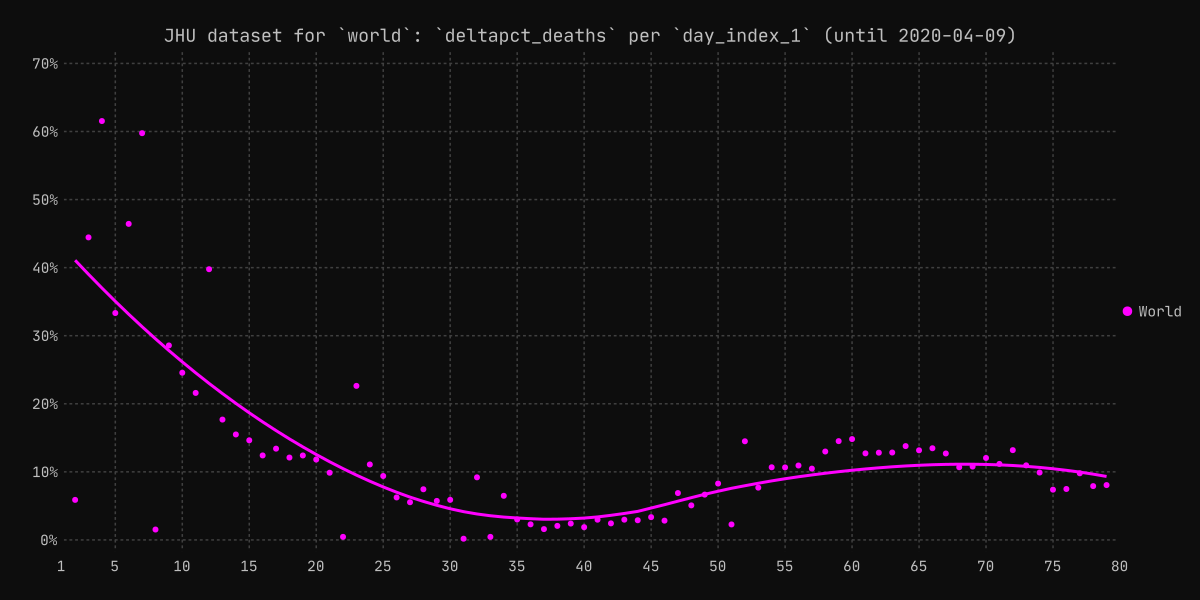 JHU dataset for `world`: `deltapct_deaths` per `day_index_1` (until 2020-04-09)
70%
60%
50%
40%
30%
20%
10%
0%
1 5 10 15 20 25 30 35 40 45 50 55 60 65 70 75 80
World